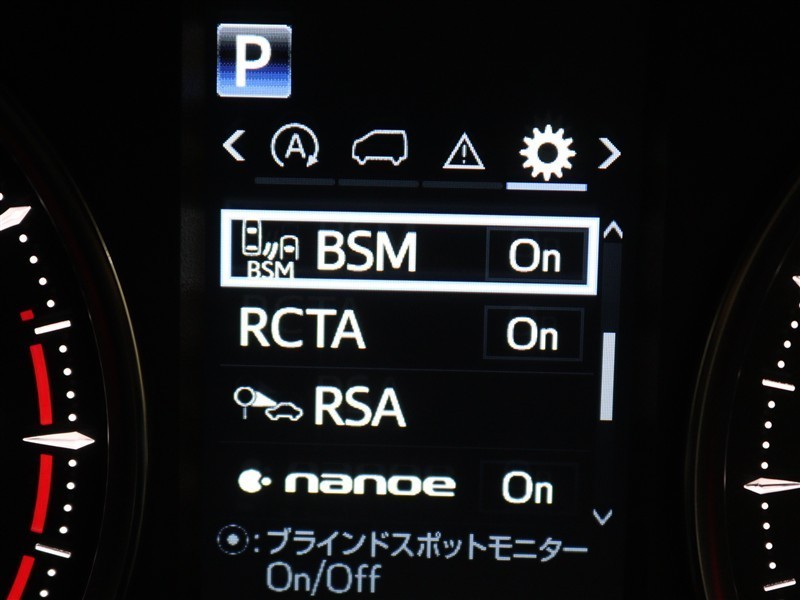 P
A
BSM BSM On
RCTA On
RSA
nanoe On
:ブラインドスポットモニター
On/Off